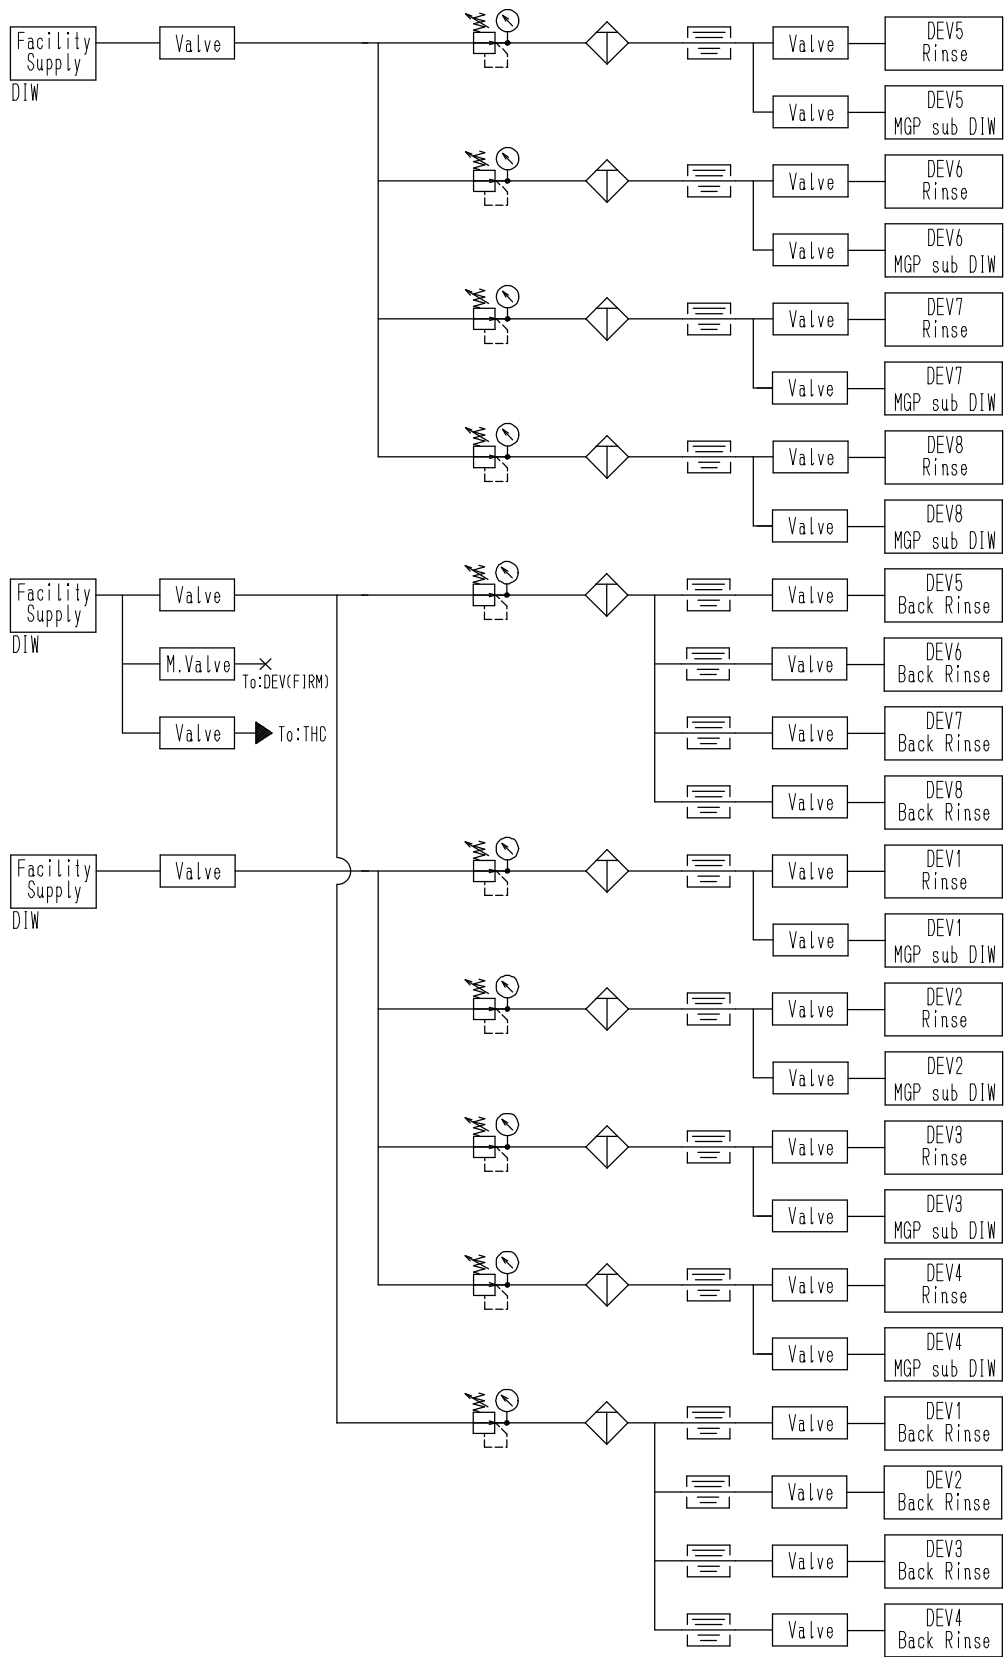 Facility
Supply
DIW
Valve
Valve
DEV5
Rinse
Valve
DEV5
MGP sub DIW
Valve
DEV6
Rinse
Valve
DEV6
MGP sub DIW
Valve
DEV7
Rinse
Valve
DEV7
MGP sub DIW
Valve
DEV8
Rinse
Valve
DEV8
MGP sub DIW
Facility
Supply
DIW
Valve
M.Valve
To:DEV(FIRM)
Valve
To:THC
Valve
DEV5
Back Rinse
Valve
DEV6
Back Rinse
Valve
DEV7
Back Rinse
Valve
DEV8
Back Rinse
Facility
Supply
DIW
Valve
Valve
DEV1
Rinse
Valve
DEV1
MGP sub DIW
Valve
DEV2
Rinse
Valve
DEV2
MGP sub DIW
Valve
DEV3
Rinse
Valve
DEV3
MGP sub DIW
Valve
DEV4
Rinse
Valve
DEV4
MGP sub DIW
Valve
DEV1
Back Rinse
Valve
DEV2
Back Rinse
Valve
DEV3
Back Rinse
Valve
DEV4
Back Rinse